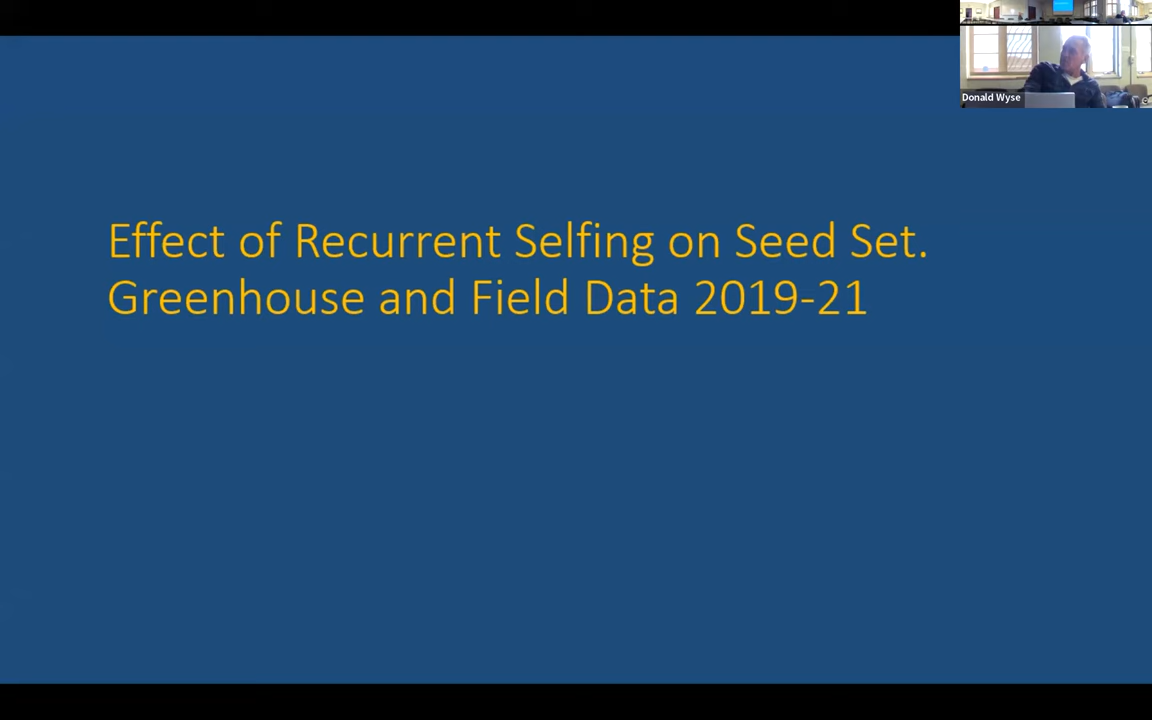 Donald Wyse
Effect of Recurrent Selfing on Seed Set.
Greenhouse and Field Data 2019-21